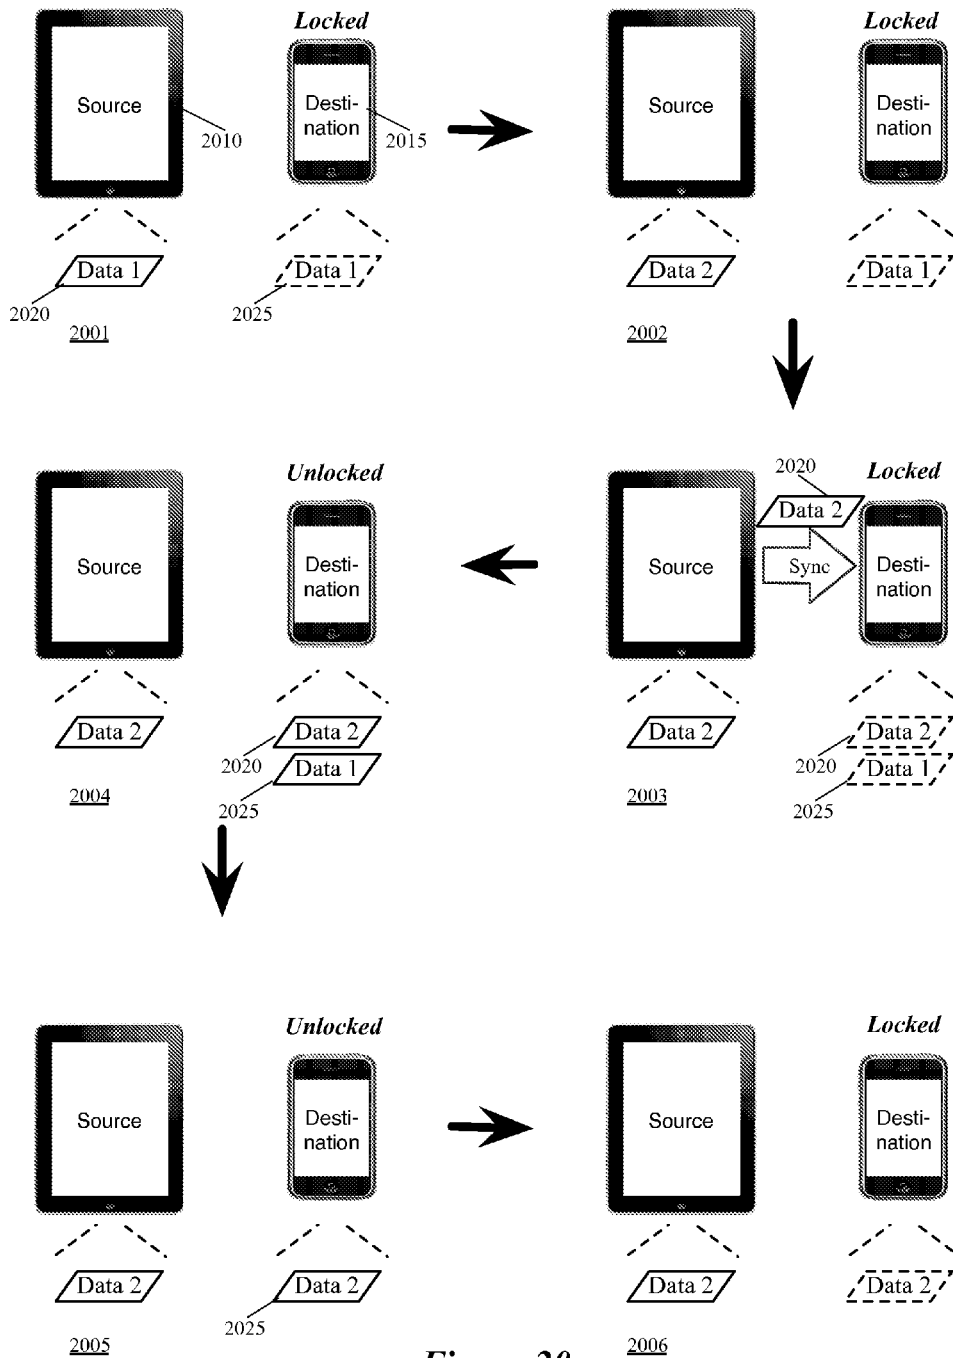 Locked
Locked
Source
Desti-
nation
2010
2015
Source
Desti-
nation
Data 1
Data 1
Data 2
Data 1
2020
2025
2001
2002
Unlocked
2020
Locked
Data 2
Source
Desti-
nation
Source
Sync
Desti-
nation
Data 2
Data 2
Data 2
Data 2
2020
Data 1
2020
Data 1
2004
2025
2003
2025
Unlocked
Locked
Source
Desti-
nation
Source
Desti-
nation
Data 2
Data 2
Data 2
Data 2
2025
2005
2006